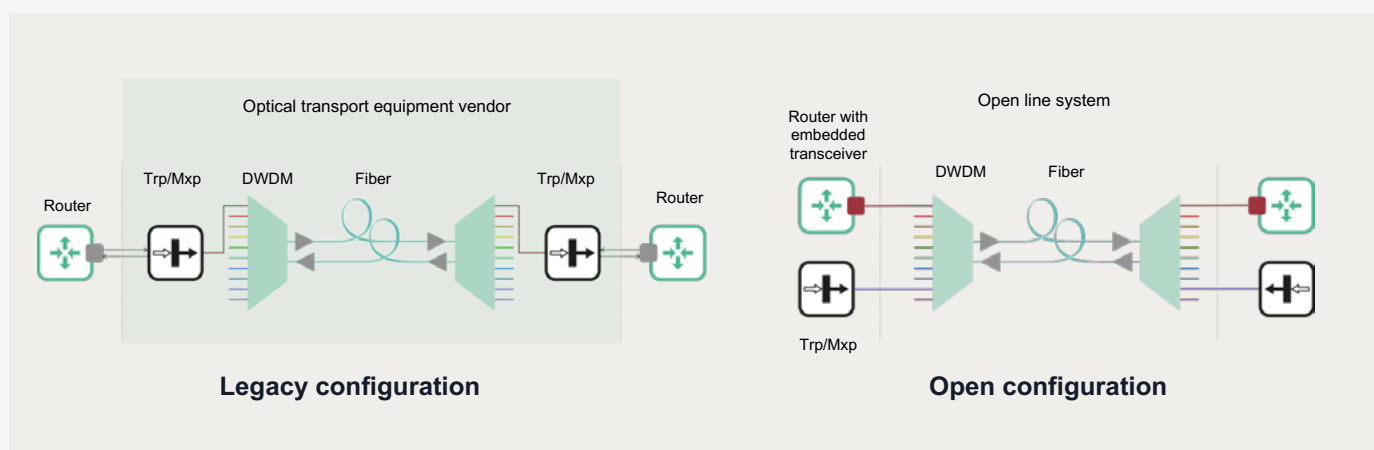 Optical transport equipment vendor
Trp/Mxp
DWDM
Fiber
Trp/Mxp
Router
Router
Legacy configuration
Open line system
Router with
embedded
transceiver
DWDM
Fiber
Trp/Mxp
Open configuration